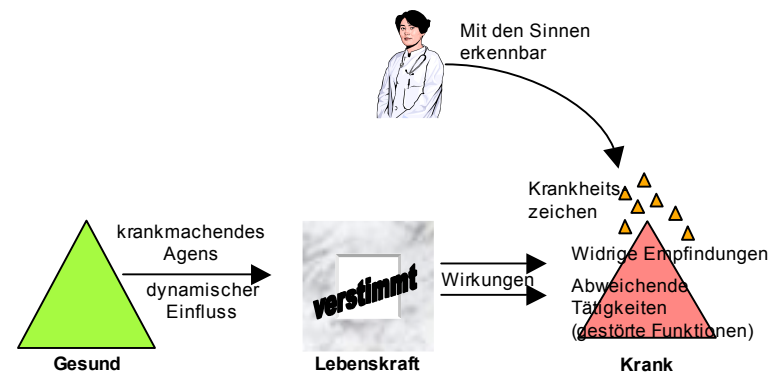 Mit den Sinnen
erkennbar
Krankheits
zeichen
krankmachendes
Agens
dynamischer
Einfluss
verstimmt
Wirkungen
Widrige Empfindungen
Abweichende
Tätigkeiten
(gestörte Funktionen)
Gesund
Lebenskraft
Krank